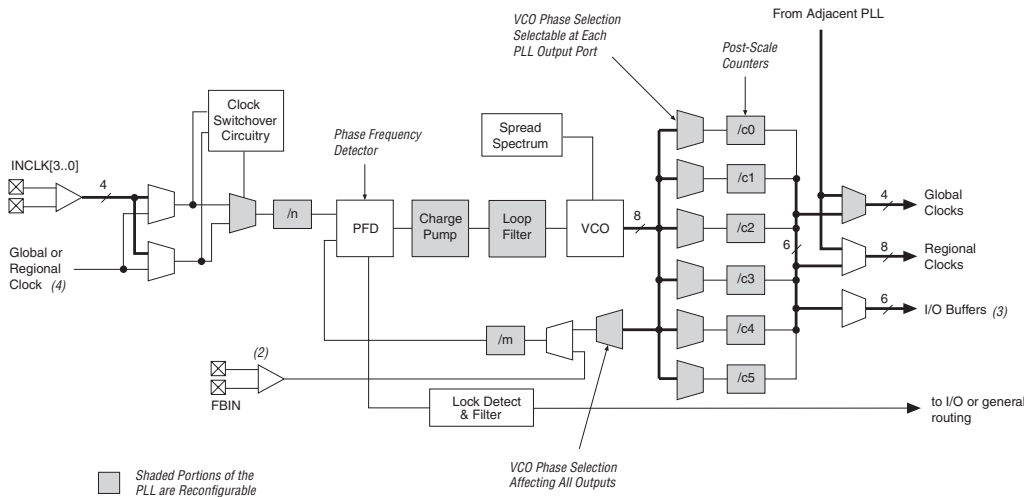 From Adjacent PLL
VCO Phase Selection
Selectable at Each
PLL Output Port
Post-Scale
Counters
Clock
Switchover
Circuitry
Phase Frequency
Detector
Spread
Spectrum
INCLK[3..0]
4
/n
PFD
Charge
Pump
Loop
Filter
VCO
8
/c0
/c1
/c2
/c3
/c4
/c5
6
4
Global
Clocks
8
Regional
Clocks
6
I/O Buffers (3)
Global or
Regional
Clock (4)
/m
(2)
FBIN
Lock Detect
& Filter
to I/O or general
routing
VCO Phase Selection
Affecting All Outputs
Shaded Portions of the
PLL are Reconfigurable